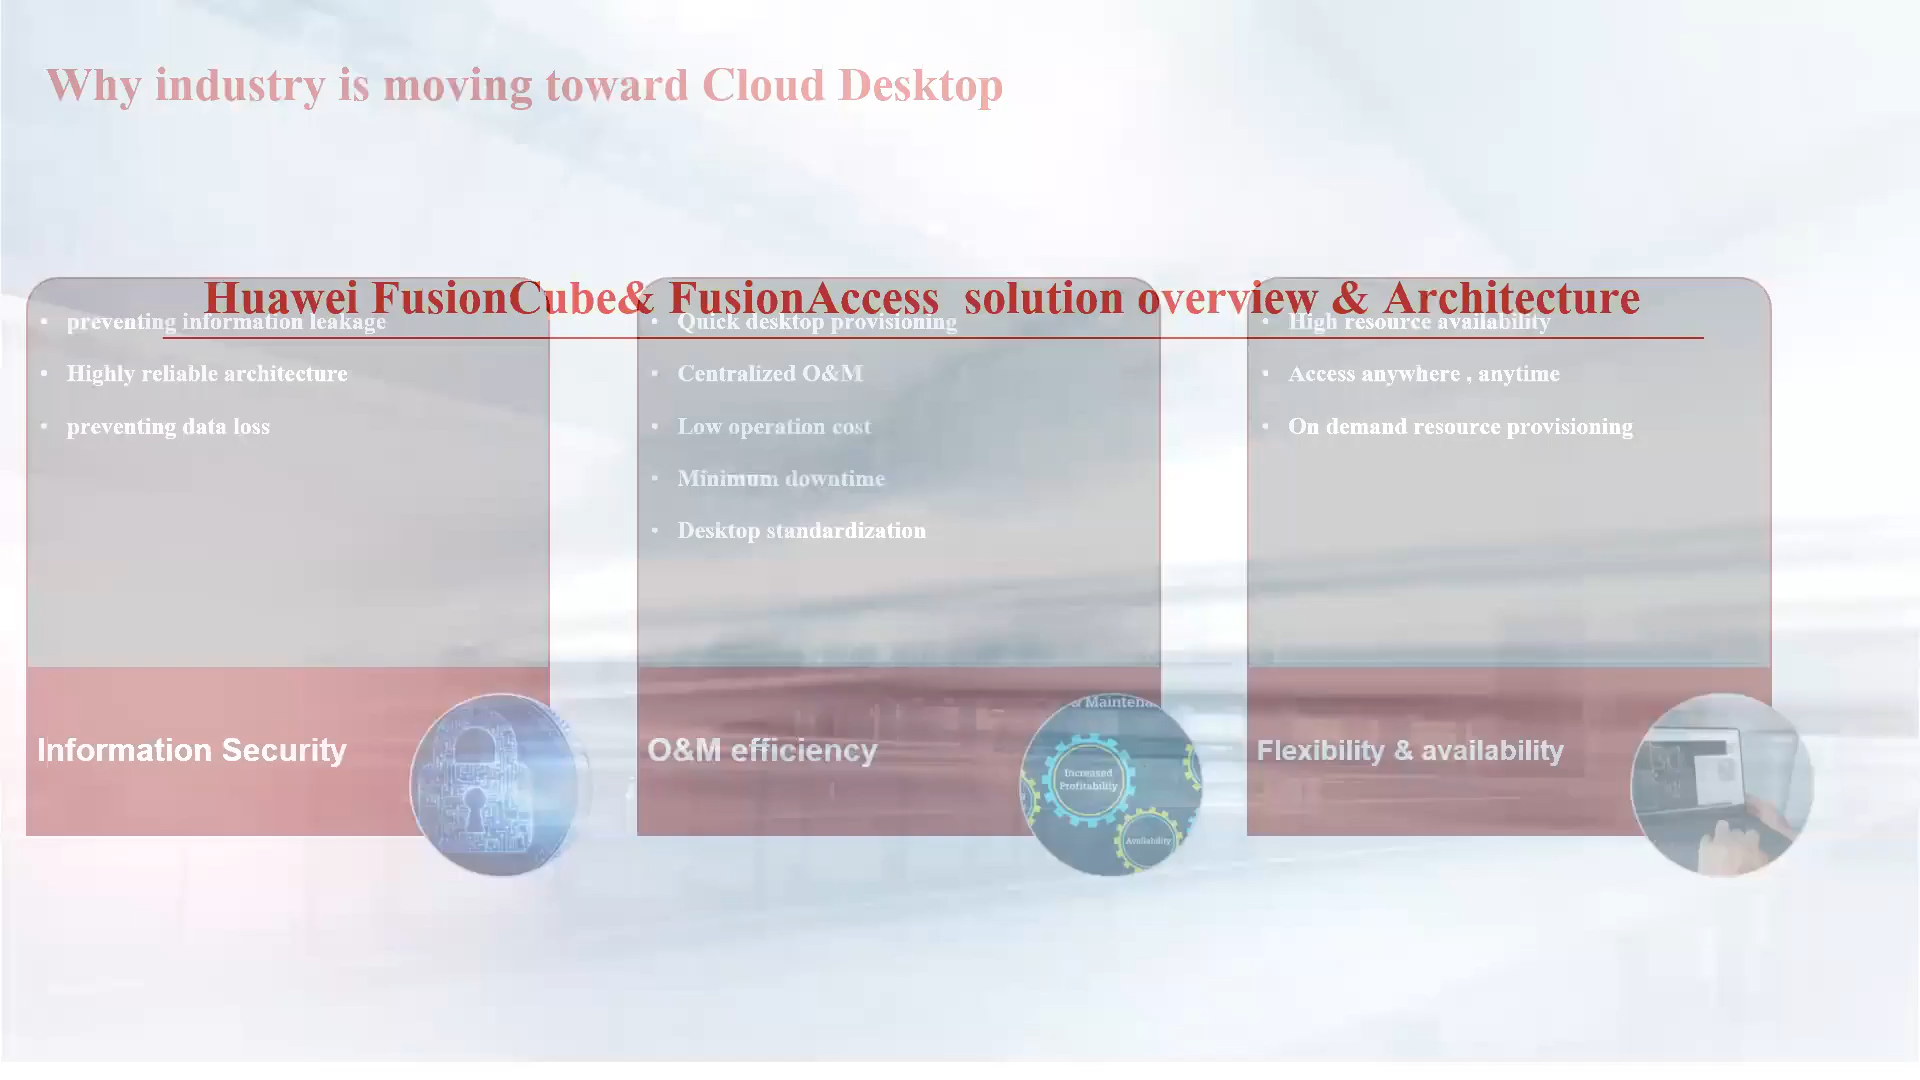 Why industry is moving toward Cloud Desktop
Huawei FusionCube& FusionAccess solution overview & Architecture
• preventing information leakage
• Highly reliable architecture
• preventing data loss
Information Security
• Quick desktop provisioning
• Centralized O&M
• Low operation cost
• Minimum downtime
• Desktop standardization
O&M efficiency
& Maintena
Increased
Profitability
Availability
• High resource availability
• Access anywhere , anytime
• On demand resource provisioning
Flexibility & availability